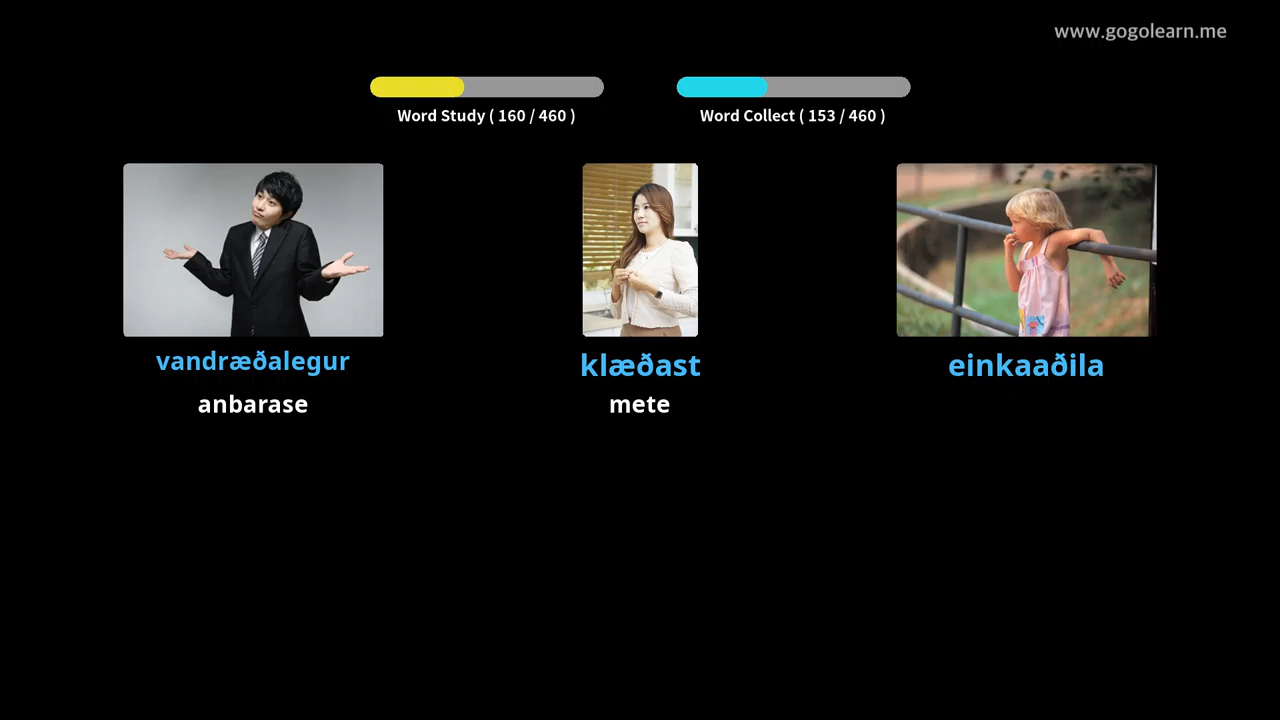 www.gogolearn.me
Word Study ( 160 / 460 )
Word Collect ( 153 / 460 )
vandræðalegur
klæðast
einkaaðila
anbarase
mete